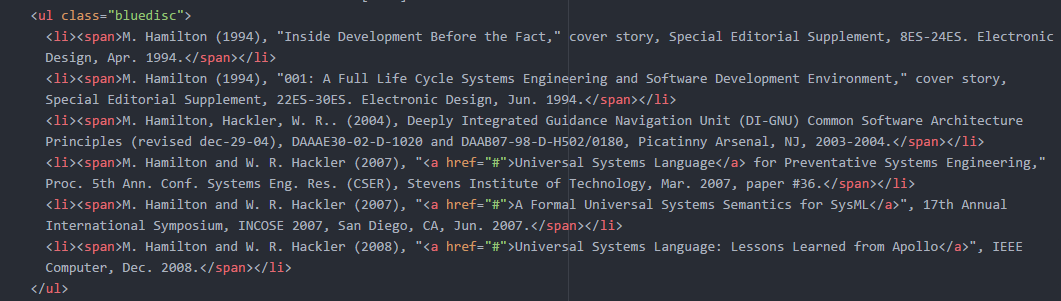 <ul class="bluedisc">
<li><span>M. Hamilton (1994), "Inside Development Before the Fact," cover story, Special Editorial Supplement, 8ES-24ES. Electronic
Design, Apr. 1994.</span></li>
<li><span>M. Hamilton (1994), "001: A Full Life Cycle Systems Engineering and Software Development Environment," cover story,
Special Editorial Supplement, 22ES-30ES. Electronic Design, Jun. 1994.</span></li>
<li><span>M. Hamilton, Hackler, W. R.. (2004), Deeply Integrated Guidance Navigation Unit (DI-GNU) Common Software Architecture
Principles (revised dec-29-04), DAAAE30-02-D-1020 and DAAB07-98-D-H502/0180, Picatinny Arsenal, NJ, 2003-2004.</span></li>
<li><span>M. Hamilton and W. R. Hackler (2007), "<a href="#">Universal Systems Language</a> for Preventative Systems Engineering,"
Proc. 5th Ann. Conf. Systems Eng. Res. (CSER), Stevens Institute of Technology, Mar. 2007, paper #36.</span></li>
<li><span>M. Hamilton and W. R. Hackler (2007), "<a href="#">A Formal Universal Systems Semantics for SysML</a>", 17th Annual
International Symposium, INCOSE 2007, San Diego, CA, Jun. 2007.</span></li>
<li><span>M. Hamilton and W. R. Hackler (2008), "<a href="#">Universal Systems Language: Lessons Learned from Apollo</a>", IEEE
Computer, Dec. 2008.</span></li>
</ul>